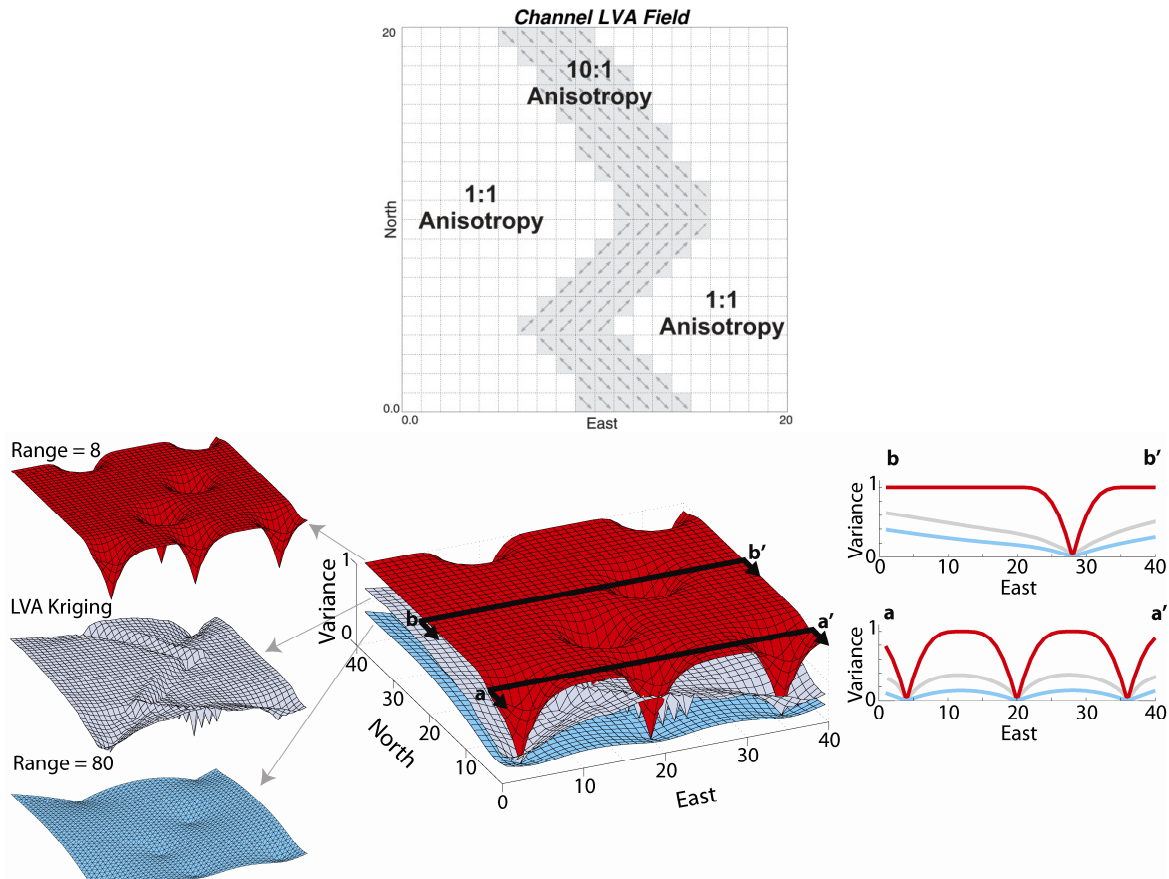 Channel LVA Field
20
10:1
Anisotropy
1:1
Anisotropy
North
1:1
Anisotropy
0.0
0.0
East
20
Range = 8
LVA Kriging
Range = 80
1
Variance
0
40
30
20
10
North
0
10
20
30
40
East
b
b′
a
a′
b
b′
1
Variance
0
0
10
20
30
40
East
a
a′
1
Variance
0
0
10
20
30
40
East